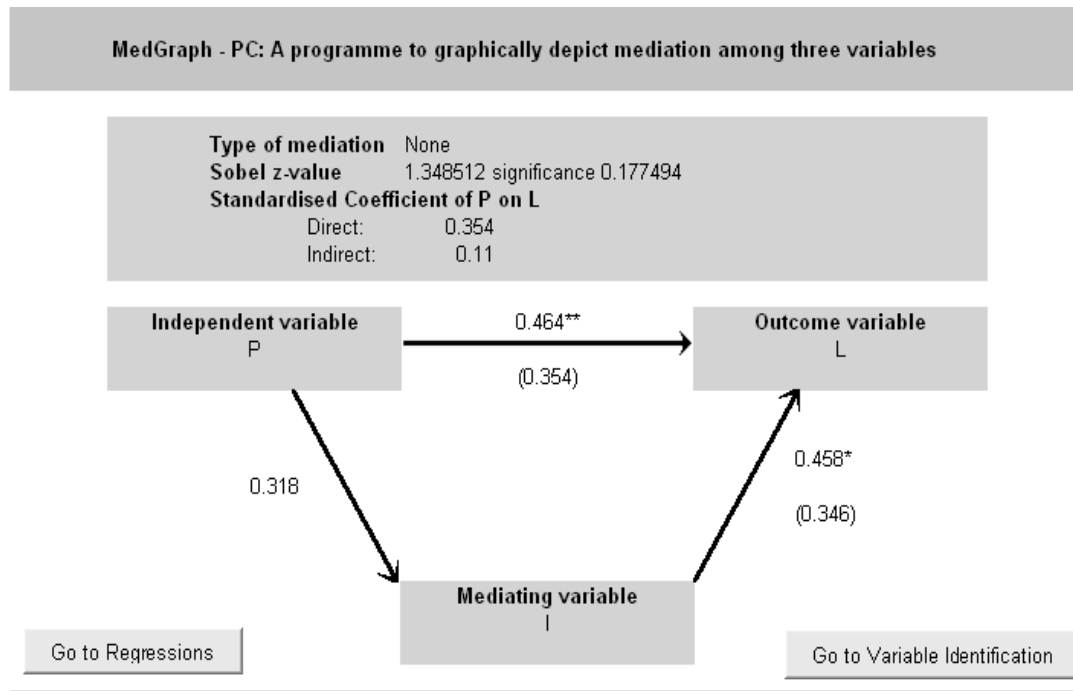 MedGraph - PC: A programme to graphically depict mediation among three variables
Type of mediation None
Sobel z-value 1.348512 significance 0.177494
Standardised Coefficient of P on L
Direct: 0.354
Indirect: 0.11
Independent variable
P
0.464**
(0.354)
Outcome variable
L
0.318
0.458*
(0.346)
Mediating variable
I
Go to Regressions
Go to Variable Identification